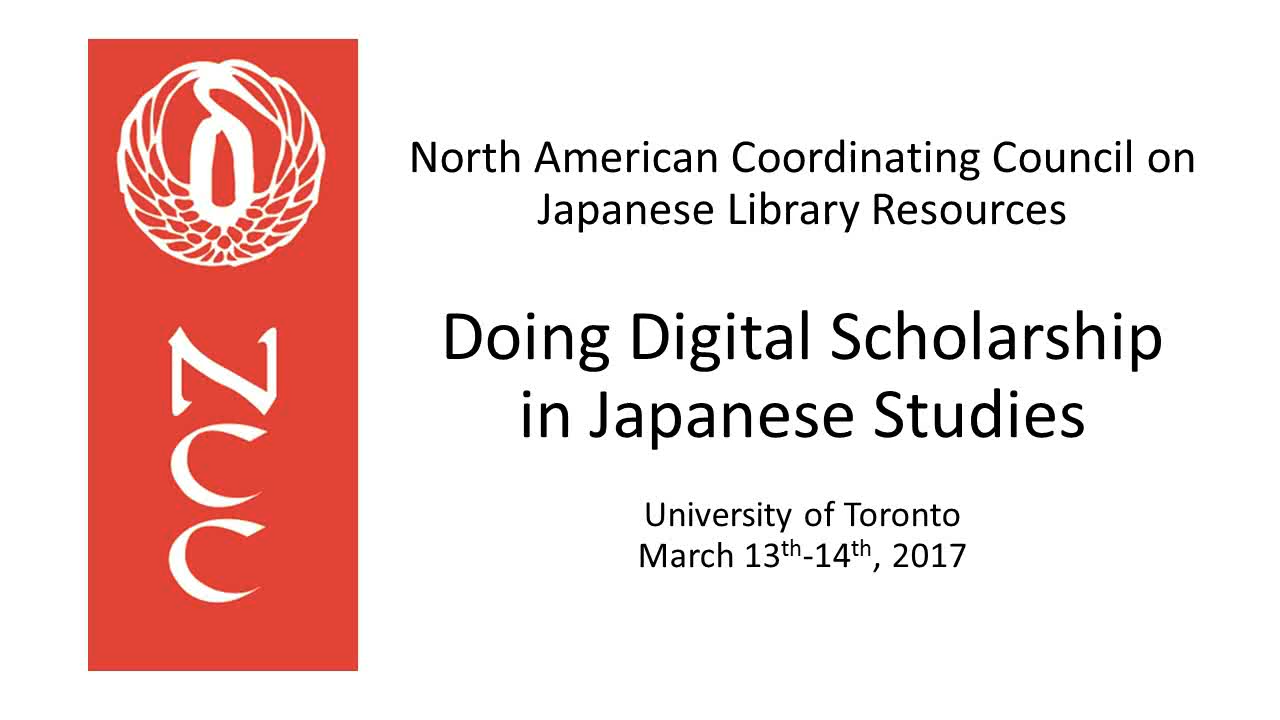 North American Coordinating Council on
Japanese Library Resources
Doing Digital Scholarship
in Japanese Studies
University of Toronto
March 13th-14th, 2017
N
C
C